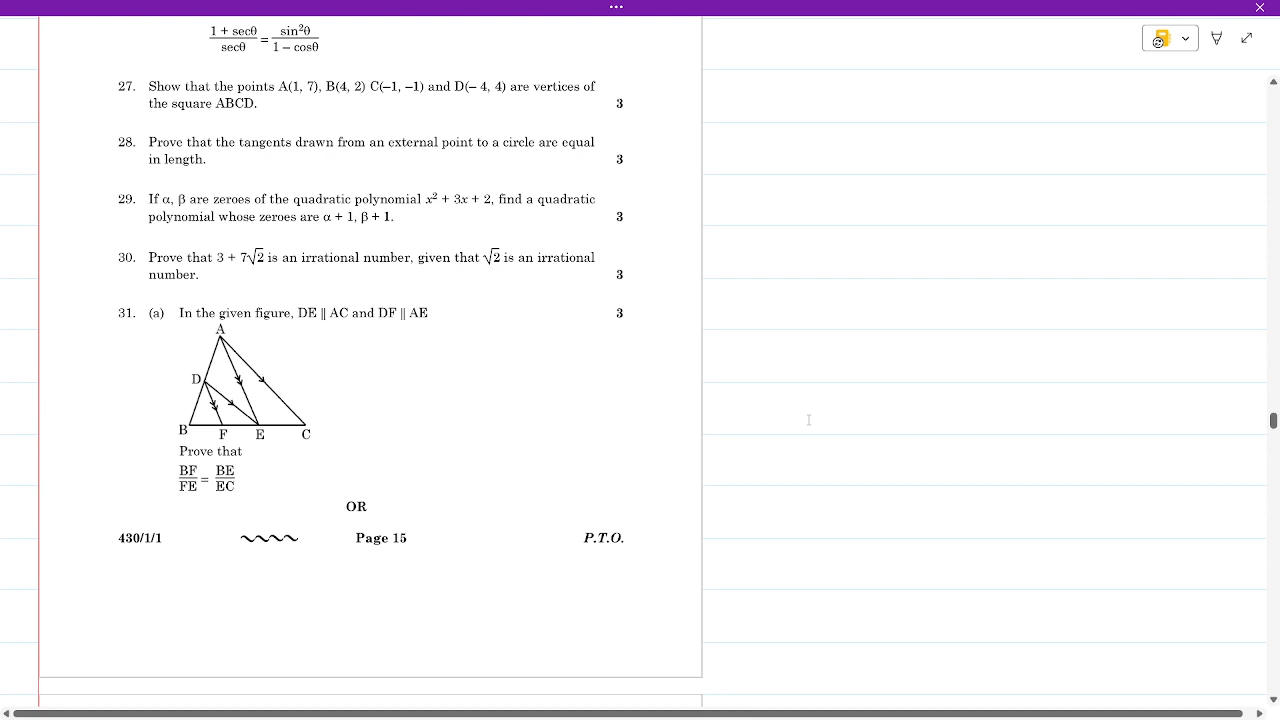 1 + secθ / secθ = sin²θ / 1 – cosθ
27. Show that the points A(1, 7), B(4, 2) C(–1, –1) and D(– 4, 4) are vertices of
the square ABCD. 3
28. Prove that the tangents drawn from an external point to a circle are equal
in length. 3
29. If α, β are zeroes of the quadratic polynomial x² + 3x + 2, find a quadratic
polynomial whose zeroes are α + 1, β + 1. 3
30. Prove that 3 + 7√2 is an irrational number, given that √2 is an irrational
number. 3
31. (a) In the given figure, DE || AC and DF || AE 3
A
D
B F E C
Prove that
BF / FE = BE / EC
OR
430/1/1 Page 15 P.T.O.